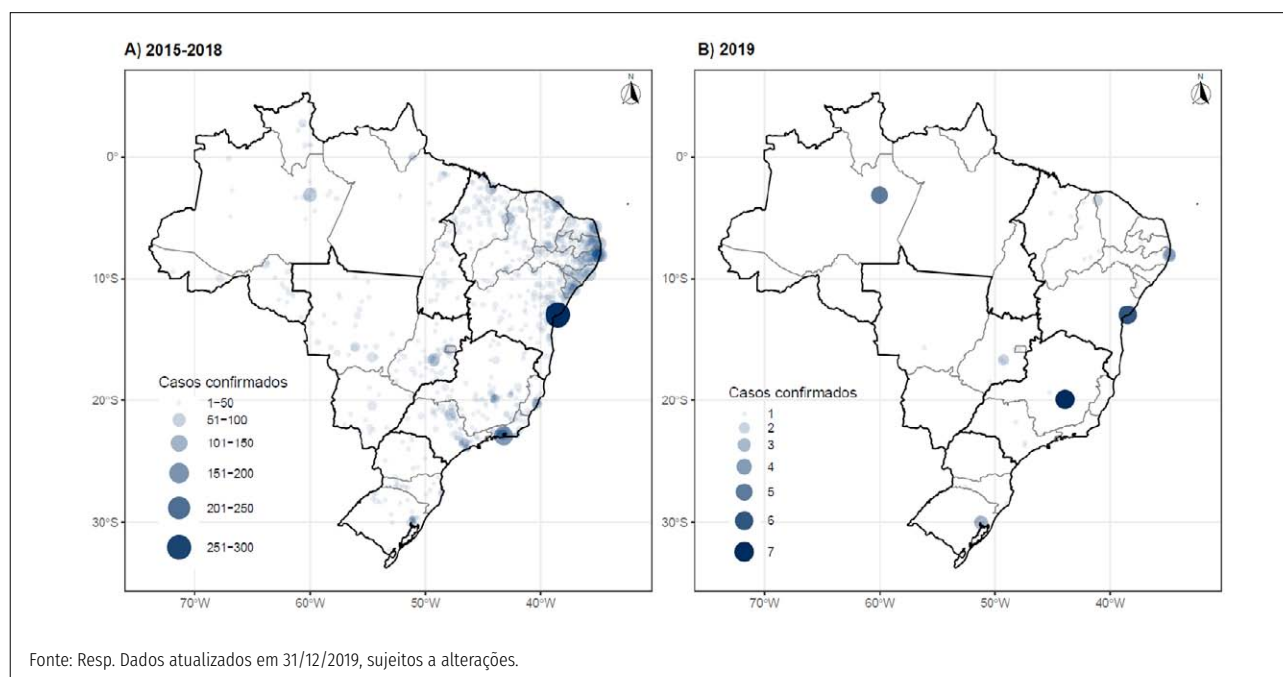 A) 2015-2018
B) 2019
N
N
0°
10°S
20°S
30°S
70°W
60°W
50°W
40°W
Casos confirmados
1−50
51−100
101−150
151−200
201−250
251−300
0°
10°S
20°S
30°S
70°W
60°W
50°W
40°W
Casos confirmados
1
2
3
4
5
6
7
Fonte: Resp. Dados atualizados em 31/12/2019, sujeitos a alterações.